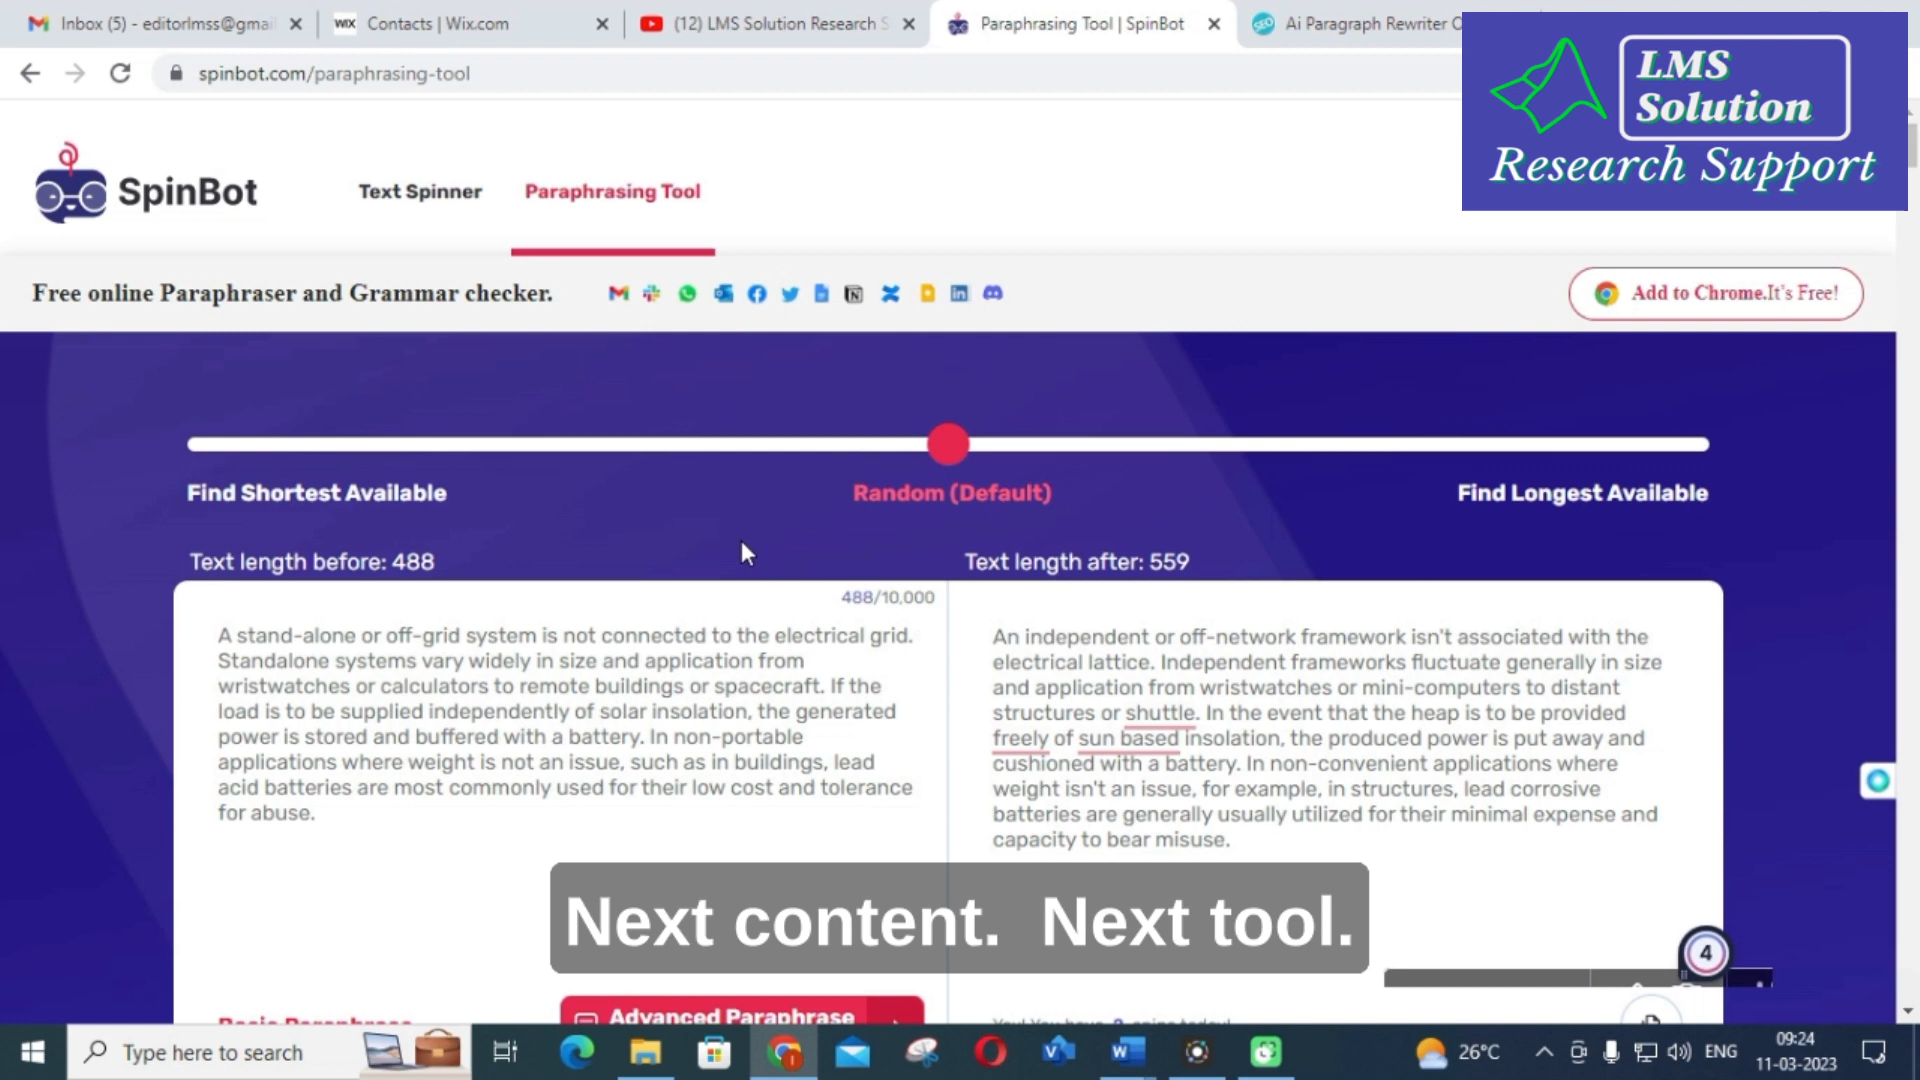 Inbox (5) - editorlmss@gmai
WIX Contacts | Wix.com
(12) LMS Solution Research S
Paraphrasing Tool | SpinBot
SEO Ai Paragraph Rewriter O
spinbot.com/paraphrasing-tool
LMS
Solution
Research Support
SpinBot
Text Spinner
Paraphrasing Tool
Free online Paraphraser and Grammar checker.
Add to Chrome.It's Free!
Find Shortest Available
Random (Default)
Find Longest Available
Text length before: 488
Text length after: 559
488/10,000
A stand-alone or off-grid system is not connected to the electrical grid.
Standalone systems vary widely in size and application from
wristwatches or calculators to remote buildings or spacecraft. If the
load is to be supplied independently of solar insolation, the generated
power is stored and buffered with a battery. In non-portable
applications where weight is not an issue, such as in buildings, lead
acid batteries are most commonly used for their low cost and tolerance
for abuse.
An independent or off-network framework isn't associated with the
electrical lattice. Independent frameworks fluctuate generally in size
and application from wristwatches or mini-computers to distant
structures or shuttle. In the event that the heap is to be provided
freely of sun based insolation, the produced power is put away and
cushioned with a battery. In non-convenient applications where
weight isn't an issue, for example, in structures, lead corrosive
batteries are generally usually utilized for their minimal expense and
capacity to bear misuse.
Next content. Next tool.
4
Basic Paraphrase
Advanced Paraphrase
Type here to search
26°C
ENG
09:24
11-03-2023